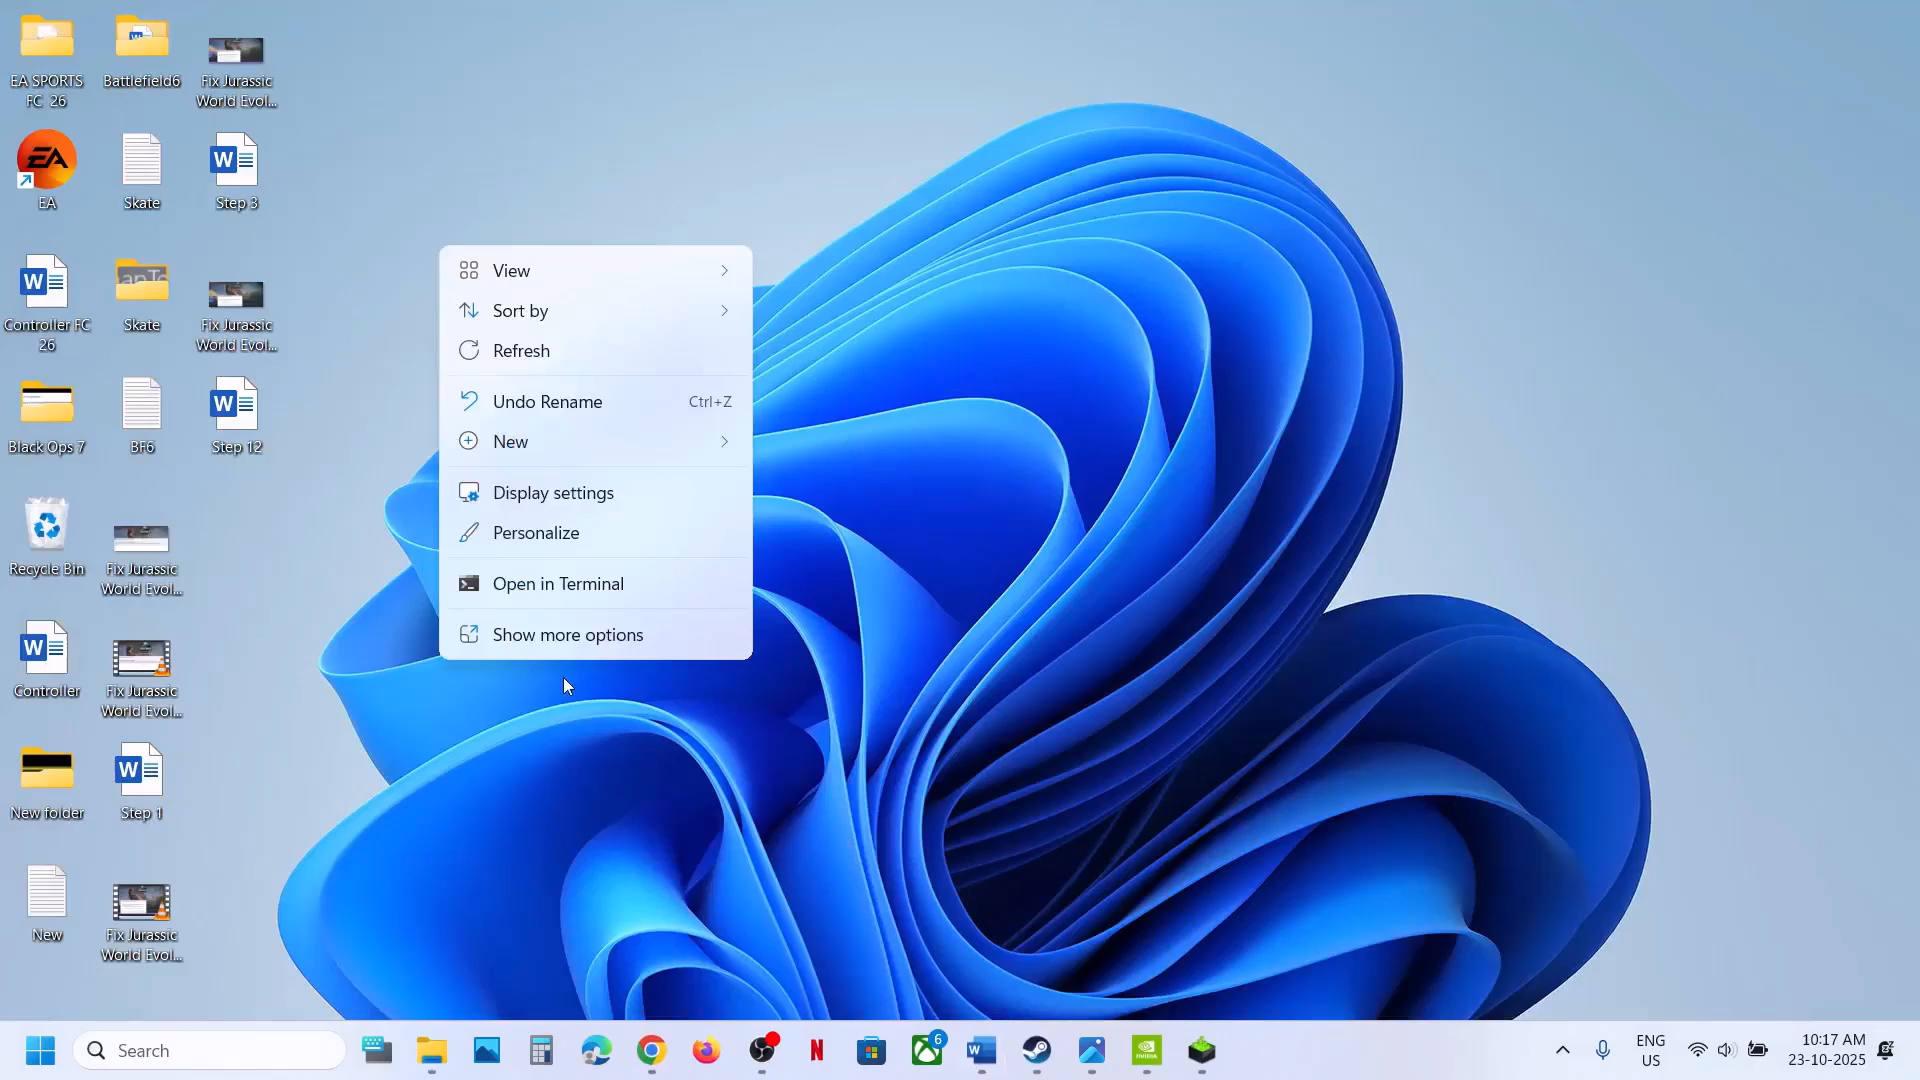 EA SPORTS
FC  26
Battlefield6
Fix Jurassic
World Evol...
EA
Skate
Step 3
Controller FC
26
Skate
Fix Jurassic
World Evol...
Black Ops 7
BF6
Step 12
Recycle Bin
Fix Jurassic
World Evol...
Controller
Fix Jurassic
World Evol...
New folder
Step 1
New
Fix Jurassic
World Evol...
View
Sort by
Refresh
Undo Rename Ctrl+Z
New
Display settings
Personalize
Open in Terminal
Show more options
Search
6
ENG
US
10:17 AM
23-10-2025